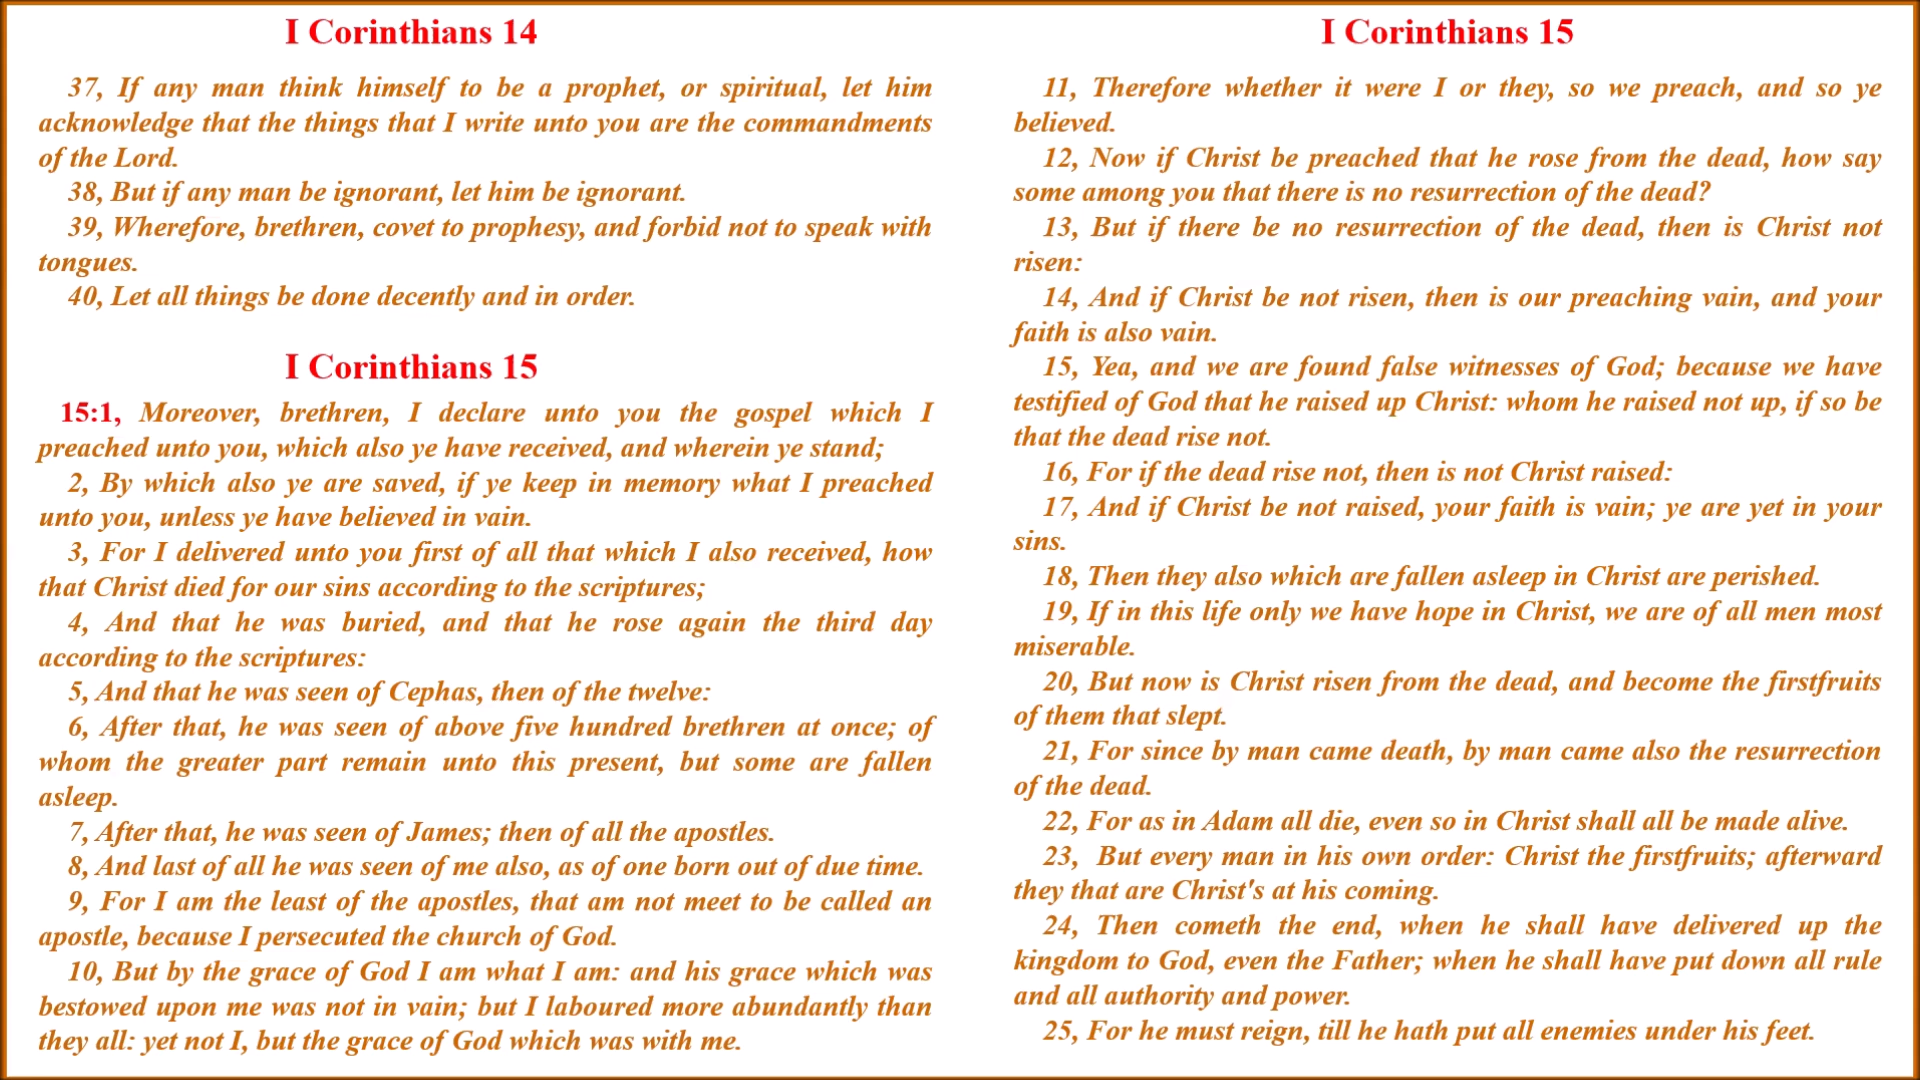 I Corinthians 14
37, If any man think himself to be a prophet, or spiritual, let him
acknowledge that the things that I write unto you are the commandments
of the Lord.
38, But if any man be ignorant, let him be ignorant.
39, Wherefore, brethren, covet to prophesy, and forbid not to speak with
tongues.
40, Let all things be done decently and in order.
I Corinthians 15
15:1, Moreover, brethren, I declare unto you the gospel which I
preached unto you, which also ye have received, and wherein ye stand;
2, By which also ye are saved, if ye keep in memory what I preached
unto you, unless ye have believed in vain.
3, For I delivered unto you first of all that which I also received, how
that Christ died for our sins according to the scriptures;
4, And that he was buried, and that he rose again the third day
according to the scriptures:
5, And that he was seen of Cephas, then of the twelve:
6, After that, he was seen of above five hundred brethren at once; of
whom the greater part remain unto this present, but some are fallen
asleep.
7, After that, he was seen of James; then of all the apostles.
8, And last of all he was seen of me also, as of one born out of due time.
9, For I am the least of the apostles, that am not meet to be called an
apostle, because I persecuted the church of God.
10, But by the grace of God I am what I am: and his grace which was
bestowed upon me was not in vain; but I laboured more abundantly than
they all: yet not I, but the grace of God which was with me.
I Corinthians 15
11, Therefore whether it were I or they, so we preach, and so ye
believed.
12, Now if Christ be preached that he rose from the dead, how say
some among you that there is no resurrection of the dead?
13, But if there be no resurrection of the dead, then is Christ not
risen:
14, And if Christ be not risen, then is our preaching vain, and your
faith is also vain.
15, Yea, and we are found false witnesses of God; because we have
testified of God that he raised up Christ: whom he raised not up, if so be
that the dead rise not.
16, For if the dead rise not, then is not Christ raised:
17, And if Christ be not raised, your faith is vain; ye are yet in your
sins.
18, Then they also which are fallen asleep in Christ are perished.
19, If in this life only we have hope in Christ, we are of all men most
miserable.
20, But now is Christ risen from the dead, and become the firstfruits
of them that slept.
21, For since by man came death, by man came also the resurrection
of the dead.
22, For as in Adam all die, even so in Christ shall all be made alive.
23, But every man in his own order: Christ the firstfruits; afterward
they that are Christ's at his coming.
24, Then cometh the end, when he shall have delivered up the
kingdom to God, even the Father; when he shall have put down all rule
and all authority and power.
25, For he must reign, till he hath put all enemies under his feet.